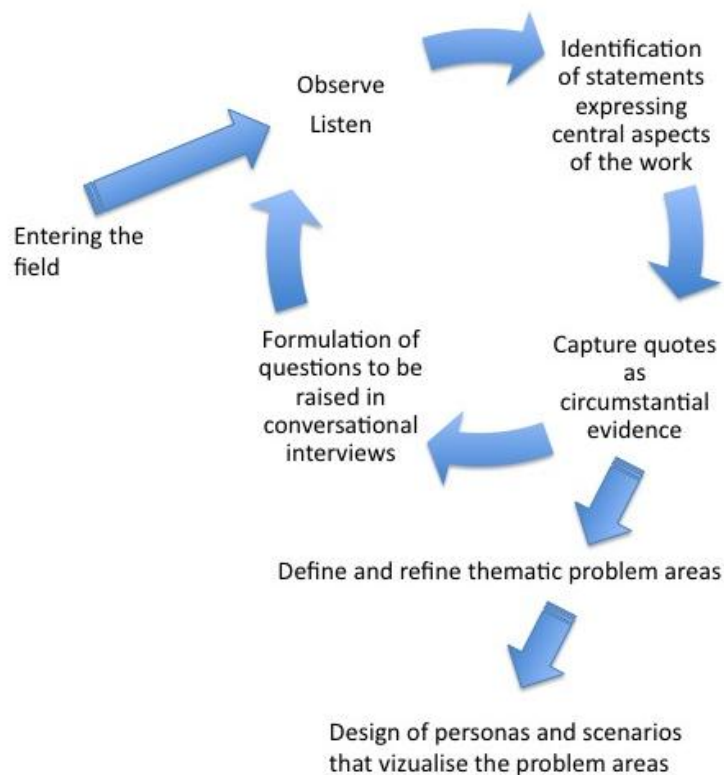 Observe
Listen
Identification
of statements
expressing
central aspects
of the work
Entering the
field
Formulation of
questions to be
raised in
conversational
interviews
Capture quotes
as
circumstantial
evidence
Define and refine thematic problem areas
Design of personas and scenarios
that vizualise the problem areas